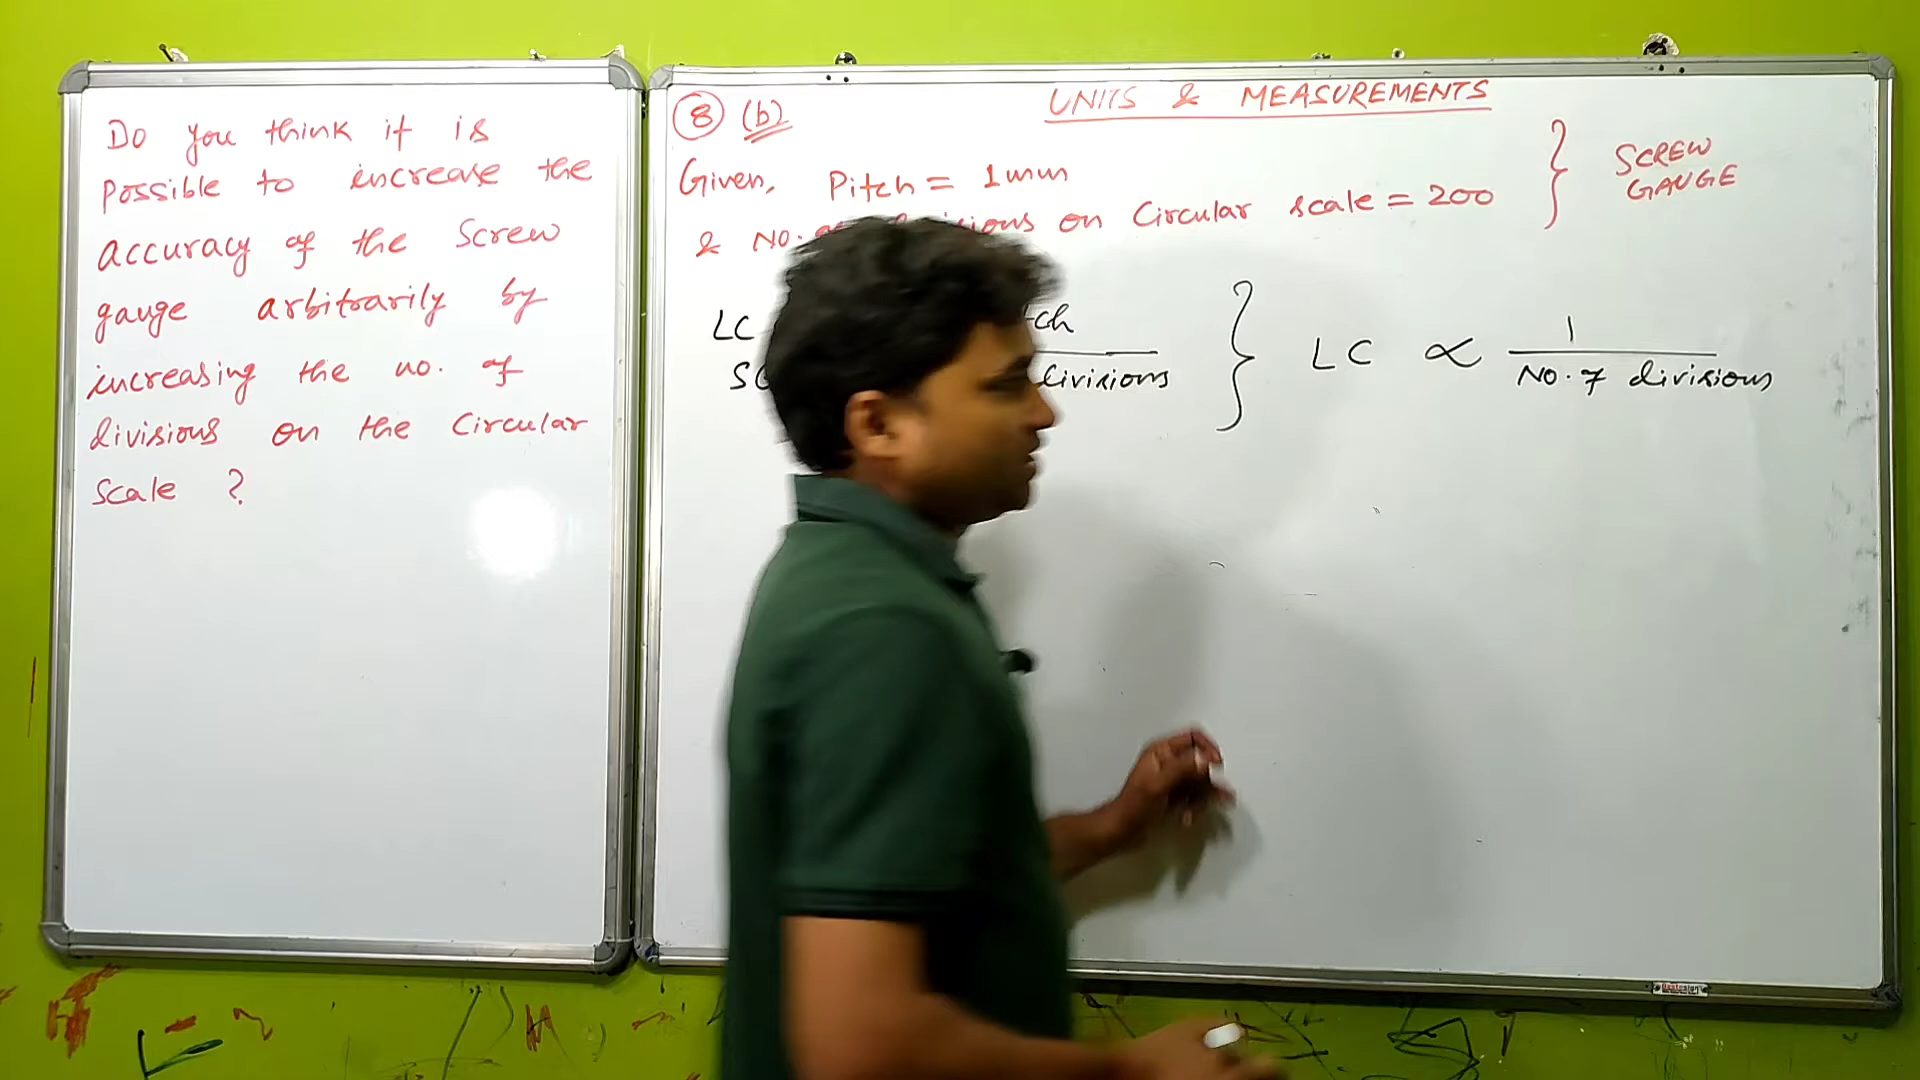 Do you think it is
possible to increase the
accuracy of the screw
gauge arbitrarily by
increasing the no. of
divisions on the circular
scale ?
UNITS & MEASUREMENTS
8 (b)
Given, Pitch = 1mm
& No. on Circular scale = 200
SCREW
GAUGE
LC
divisions
LC ∝ 1
No. of divisions